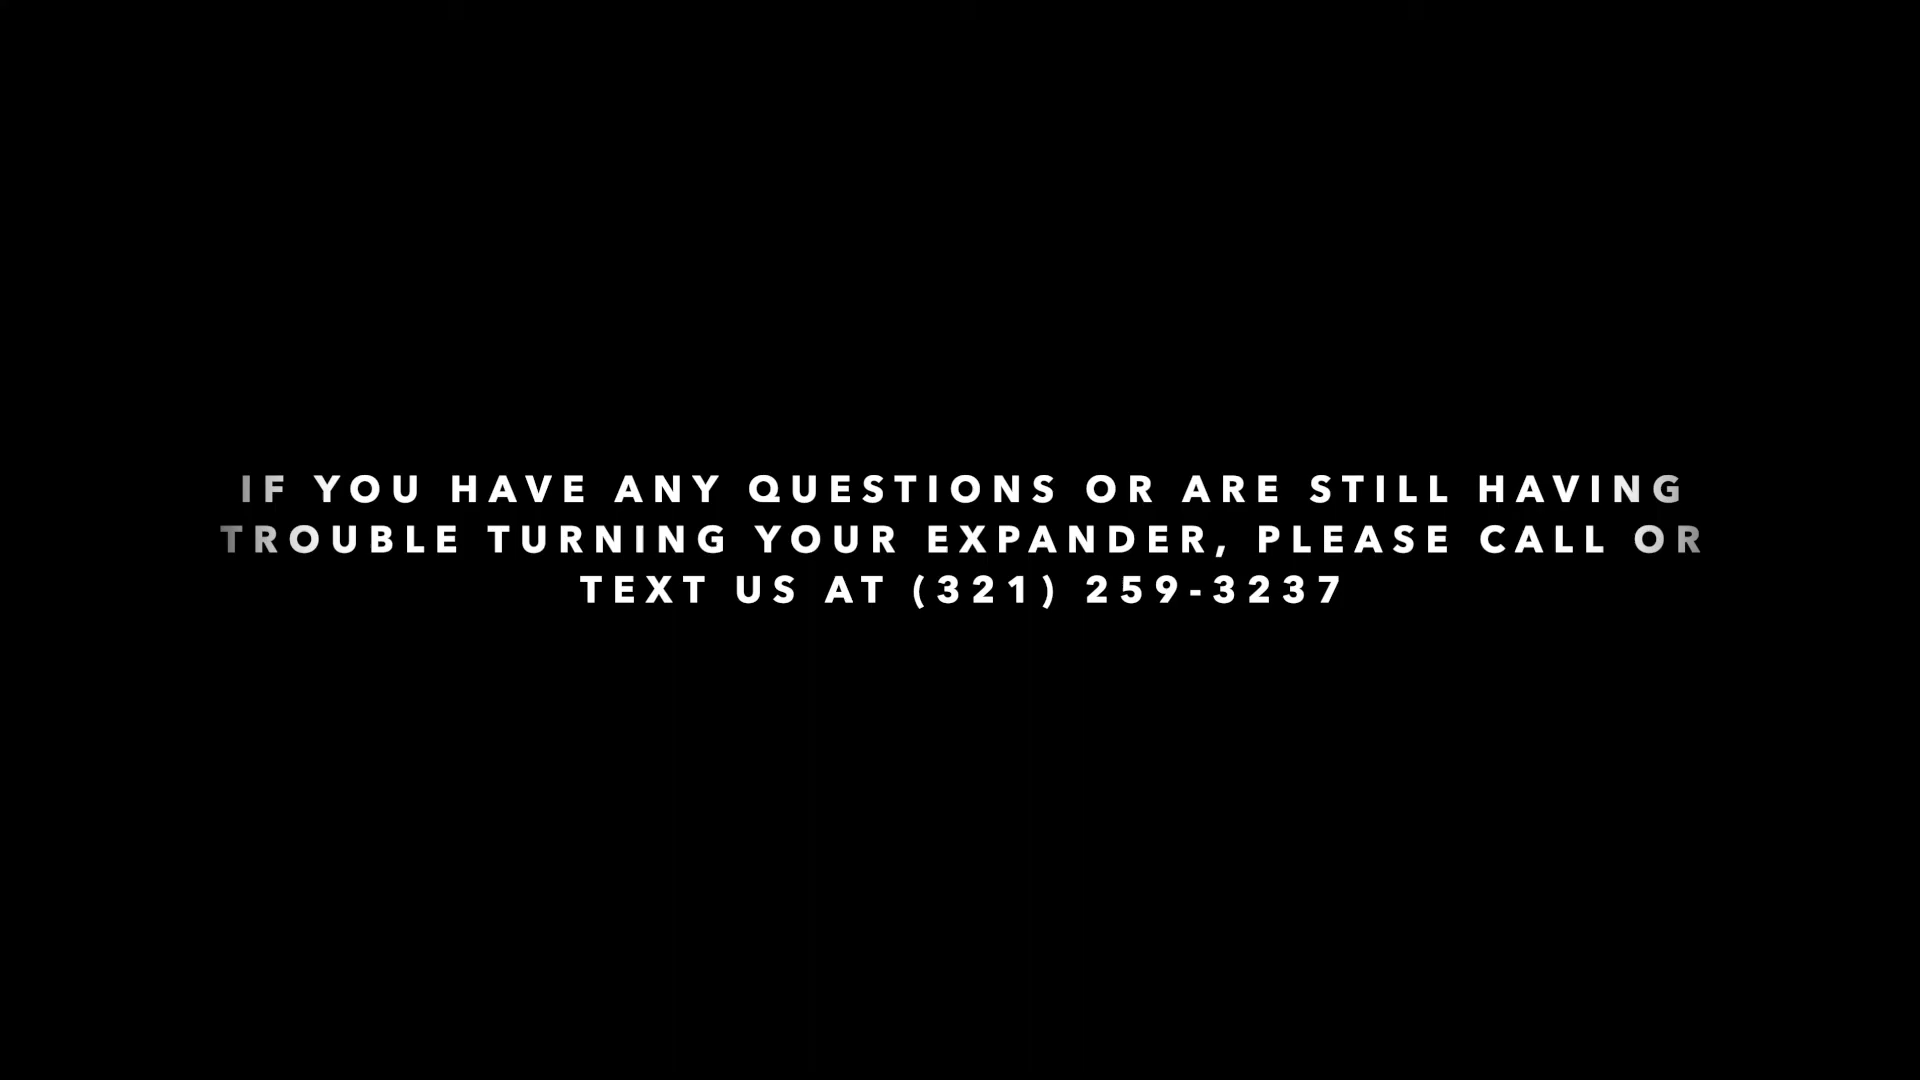 IF YOU HAVE ANY QUESTIONS OR ARE STILL HAVING
TROUBLE TURNING YOUR EXPANDER, PLEASE CALL OR
TEXT US AT (321) 259-3237